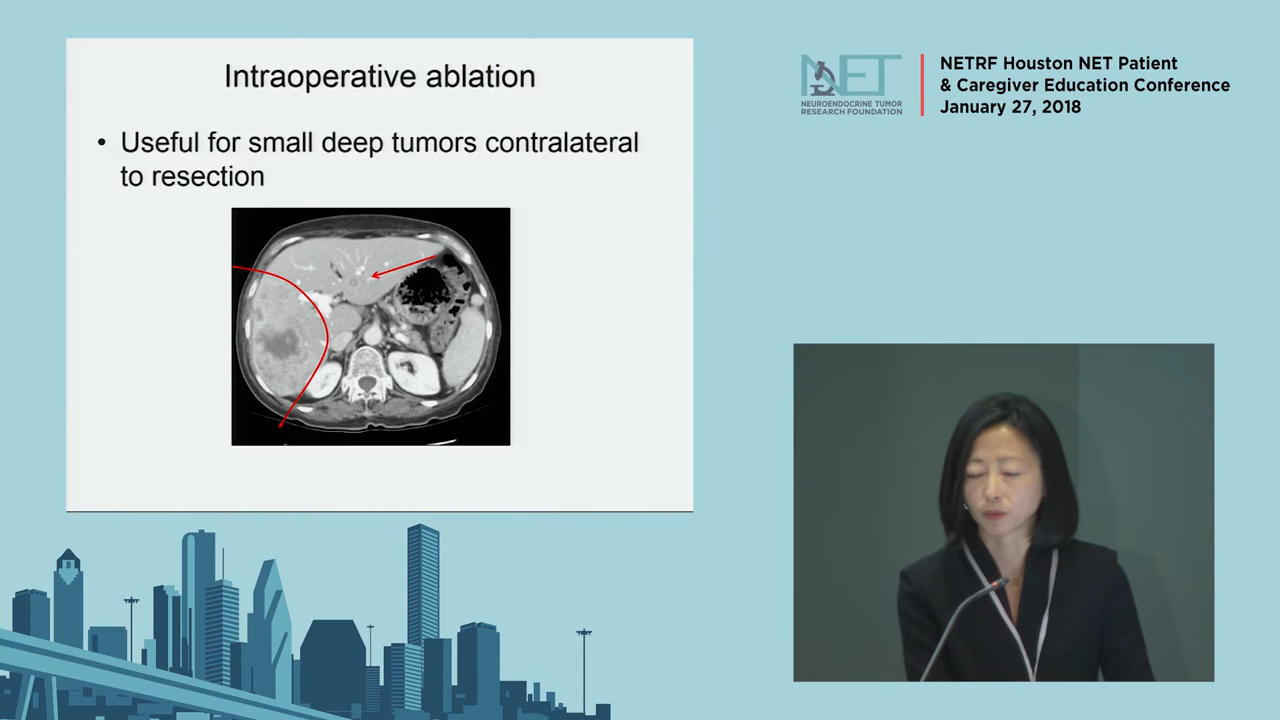 Intraoperative ablation
• Useful for small deep tumors contralateral
to resection
NET
NEUROENDOCRINE TUMOR
RESEARCH FOUNDATION
NETRF Houston NET Patient
& Caregiver Education Conference
January 27, 2018